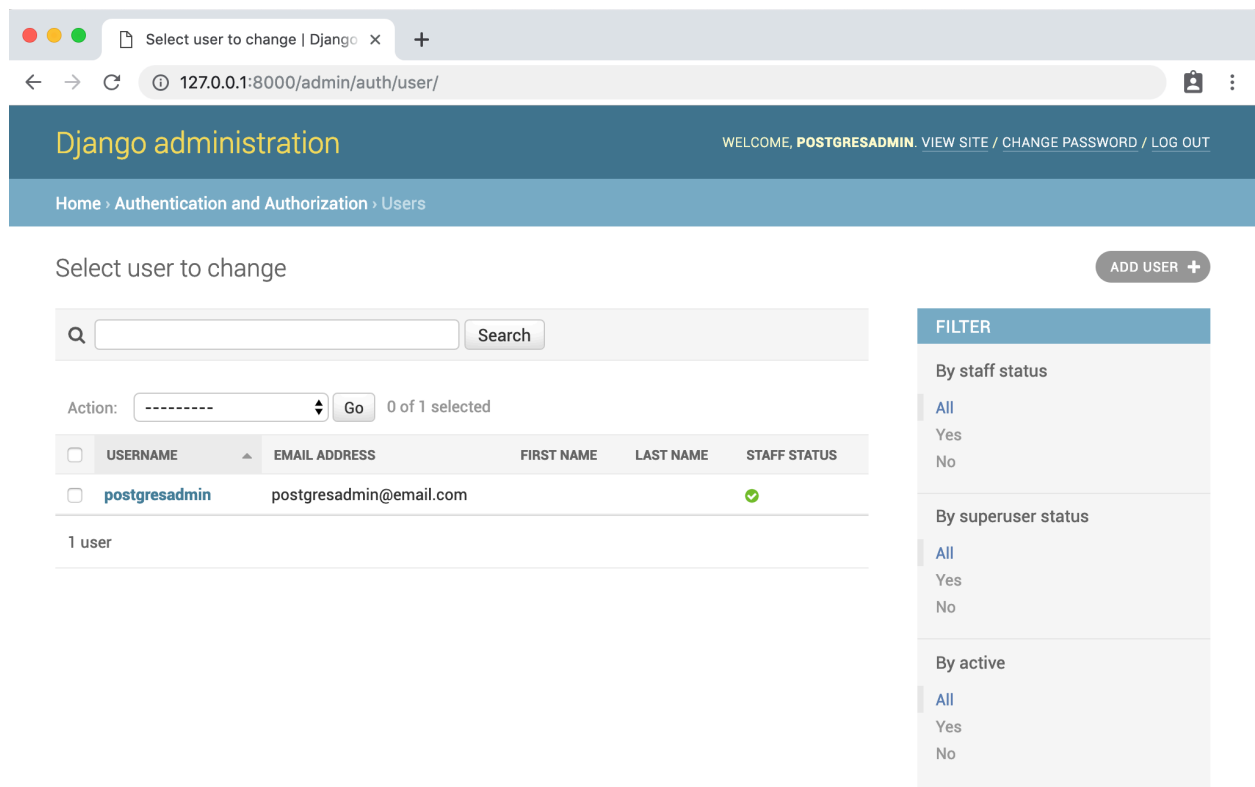 Select user to change | Django
127.0.0.1:8000/admin/auth/user/
Django administration
WELCOME, POSTGRESADMIN. VIEW SITE / CHANGE PASSWORD / LOG OUT
Home › Authentication and Authorization › Users
Select user to change
ADD USER +
Search
Action: --------- Go 0 of 1 selected
USERNAME EMAIL ADDRESS FIRST NAME LAST NAME STAFF STATUS
postgresadmin postgresadmin@email.com
1 user
FILTER
By staff status
All
Yes
No
By superuser status
All
Yes
No
By active
All
Yes
No